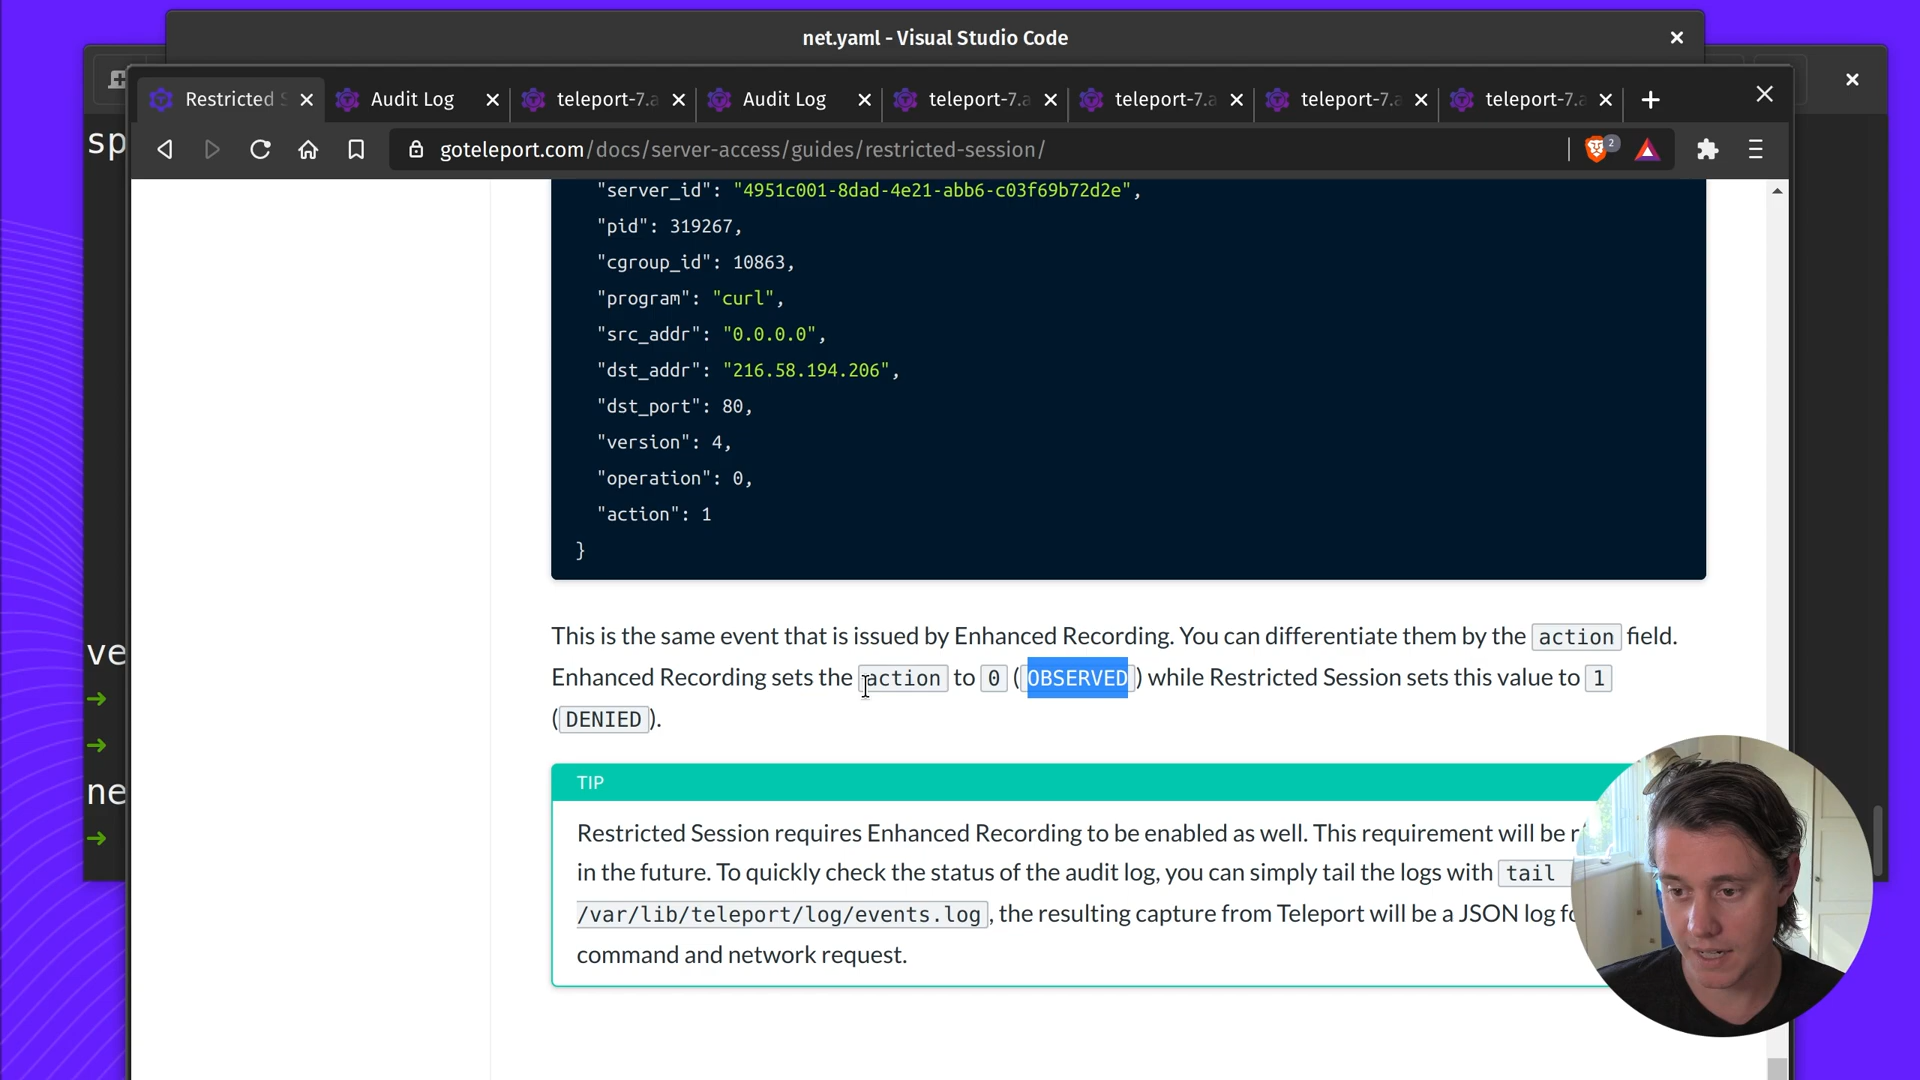 net.yaml - Visual Studio Code
Restricted S
Audit Log
teleport-7.a
Audit Log
teleport-7.a
teleport-7.a
teleport-7.a
teleport-7.a
goteleport.com/docs/server-access/guides/restricted-session/
2
sp
"server_id": "4951c001-8dad-4e21-abb6-c03f69b72d2e",
"pid": 319267,
"cgroup_id": 10863,
"program": "curl",
"src_addr": "0.0.0.0",
"dst_addr": "216.58.194.206",
"dst_port": 80,
"version": 4,
"operation": 0,
"action": 1
}
This is the same event that is issued by Enhanced Recording. You can differentiate them by the action field.
Enhanced Recording sets the action to 0 (OBSERVED) while Restricted Session sets this value to 1
(DENIED).
ve
ne
TIP
Restricted Session requires Enhanced Recording to be enabled as well. This requirement will be r
in the future. To quickly check the status of the audit log, you can simply tail the logs with tail
/var/lib/teleport/log/events.log, the resulting capture from Teleport will be a JSON log fo
command and network request.